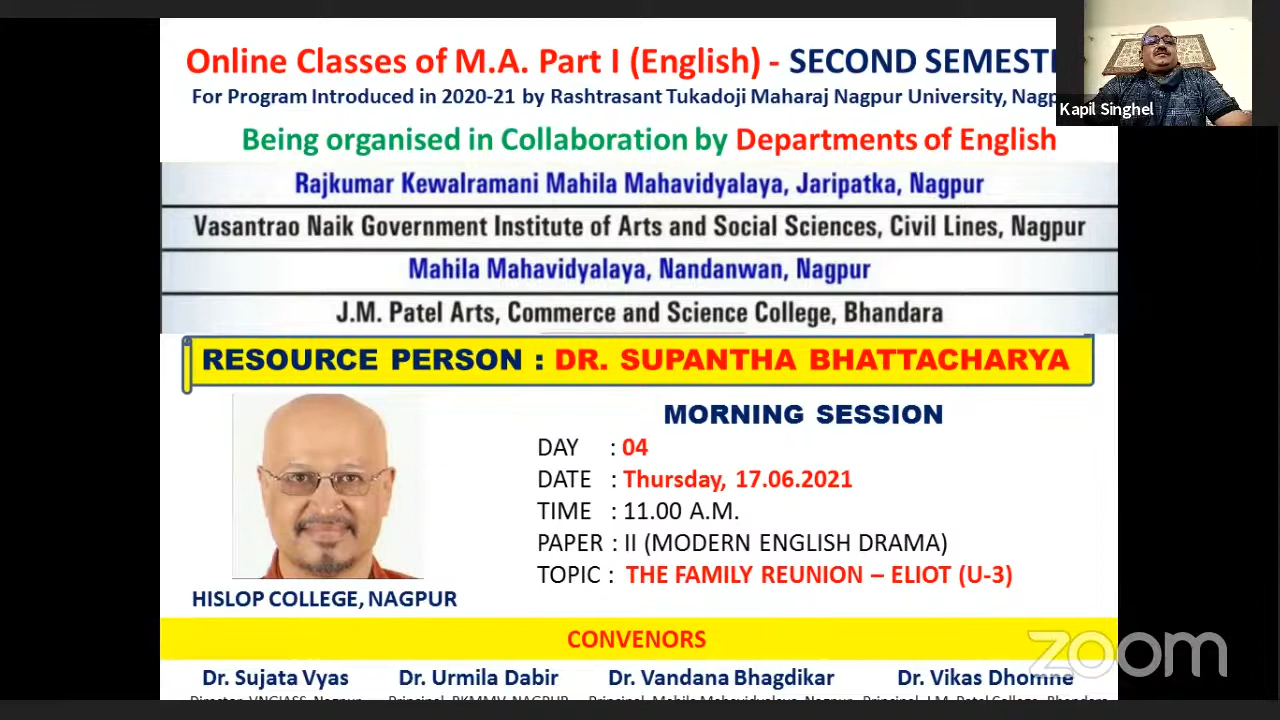 Online Classes of M.A. Part I (English) - SECOND SEMEST
For Program Introduced in 2020-21 by Rashtrasant Tukadoji Maharaj Nagpur University, Nagp
Kapil Singhel
Being organised in Collaboration by Departments of English
Rajkumar Kewalramani Mahila Mahavidyalaya, Jaripatka, Nagpur
Vasantrao Naik Government Institute of Arts and Social Sciences, Civil Lines, Nagpur
Mahila Mahavidyalaya, Nandanwan, Nagpur
J.M. Patel Arts, Commerce and Science College, Bhandara
RESOURCE PERSON : DR. SUPANTHA BHATTACHARYA
MORNING SESSION
DAY : 04
DATE : Thursday, 17.06.2021
TIME : 11.00 A.M.
PAPER : II (MODERN ENGLISH DRAMA)
TOPIC : THE FAMILY REUNION – ELIOT (U-3)
HISLOP COLLEGE, NAGPUR
CONVENORS
zoom
Dr. Sujata Vyas Dr. Urmila Dabir Dr. Vandana Bhagdikar Dr. Vikas Dhomne